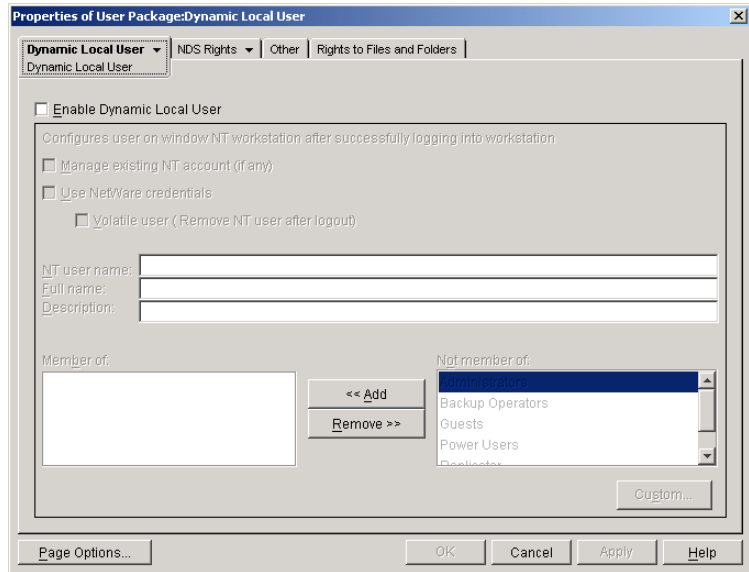 Properties of User Package:Dynamic Local User
Dynamic Local User NDS Rights Other Rights to Files and Folders
Dynamic Local User
Enable Dynamic Local User
Configures user on window NT workstation after successfully logging into workstation
Manage existing NT account (if any)
Use NetWare credentials
Volatile user ( Remove NT user after logout)
NT user name:
Full name:
Description:
Member of:
Not member of:
<< Add
Remove >>
Administrators
Backup Operators
Guests
Power Users
Replicator
Custom...
Page Options...
OK
Cancel
Apply
Help